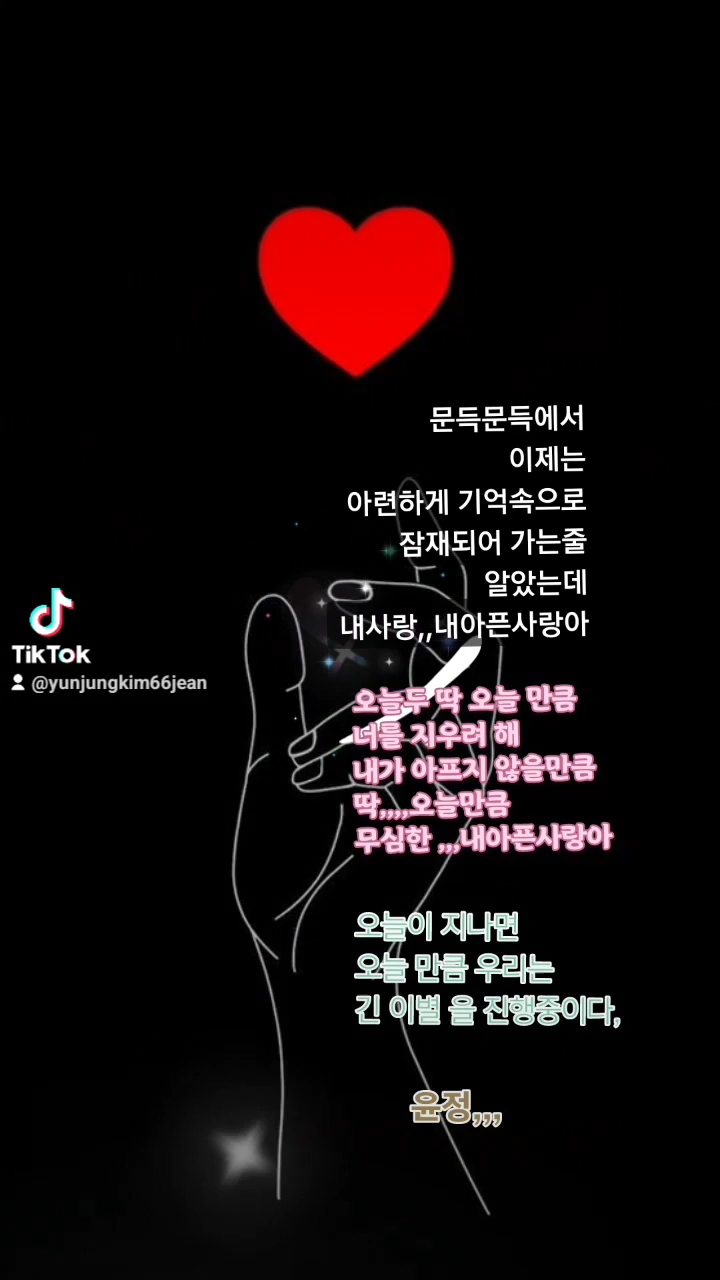 문득문득에서
이제는
아련하게 기억속으로
잠재되어 가는줄
알았는데
내사랑,,내아픈사랑아
TikTok
@yunjungkim66jean
오늘두 딱 오늘 만큼
너를 지우려 해
내가 아프지 않을만큼
딱,,,,오늘만큼
무심한 ,,,내아픈사랑아
오늘이 지나면
오늘 만큼 우리는
긴 이별 을 진행중이다,
윤정,,,